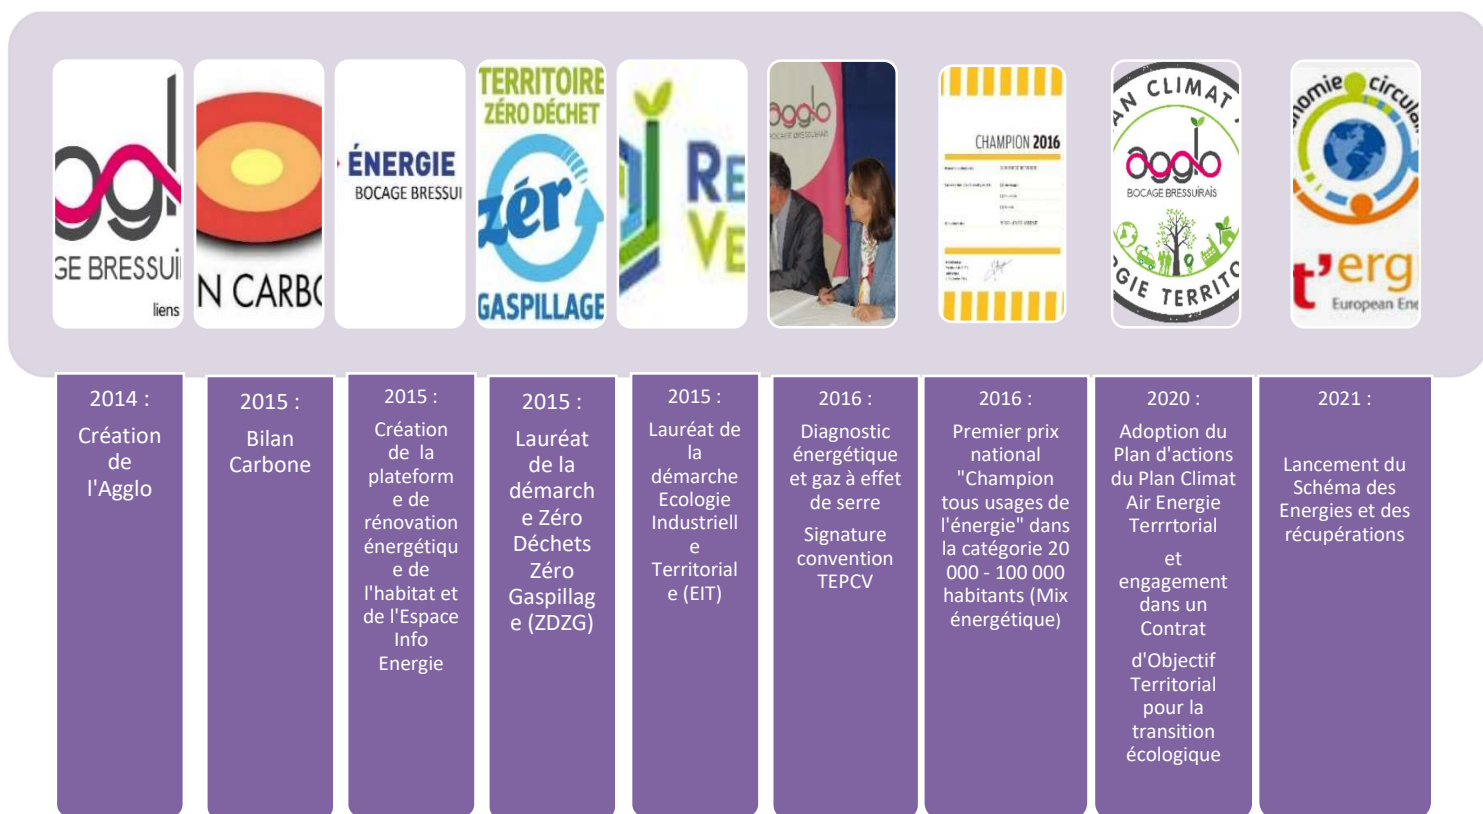 agglo
GE BRESSUI
liens
N CARBO
ÉNERGIE
BOCAGE BRESSUI
TERRITOIRE
ZÉRO DÉCHET
zér
GASPILLAGE
RE
VE
agglo
BOCAGE BRESSUIRAIS
CHAMPION 2016
AN CLIMAT
agglo
BOCAGE BRESSUIRAIS
GIE TERRITO
nomie circula
t'erg
European Ene
2014 :
Création
de
l'Agglo
2015 :
Bilan
Carbone
2015 :
Création
de la
plateform
e de
rénovation
énergétiqu
e de
l'habitat et
de l'Espace
Info
Energie
2015 :
Lauréat
de la
démarch
e Zéro
Déchets
Zéro
Gaspillag
e (ZDZG)
2015 :
Lauréat de
la
démarche
Ecologie
Industriell
e
Territorial
e (EIT)
2016 :
Diagnostic
énergétique
et gaz à effet
de serre
Signature
convention
TEPCV
2016 :
Premier prix
national
"Champion
tous usages de
l'énergie" dans
la catégorie 20
000 - 100 000
habitants (Mix
énergétique)
2020 :
Adoption du
Plan d'actions
du Plan Climat
Air Energie
Terrrtorial
et
engagement
dans un
Contrat
d'Objectif
Territorial
pour la
transition
écologique
2021 :
Lancement du
Schéma des
Energies et des
récupérations